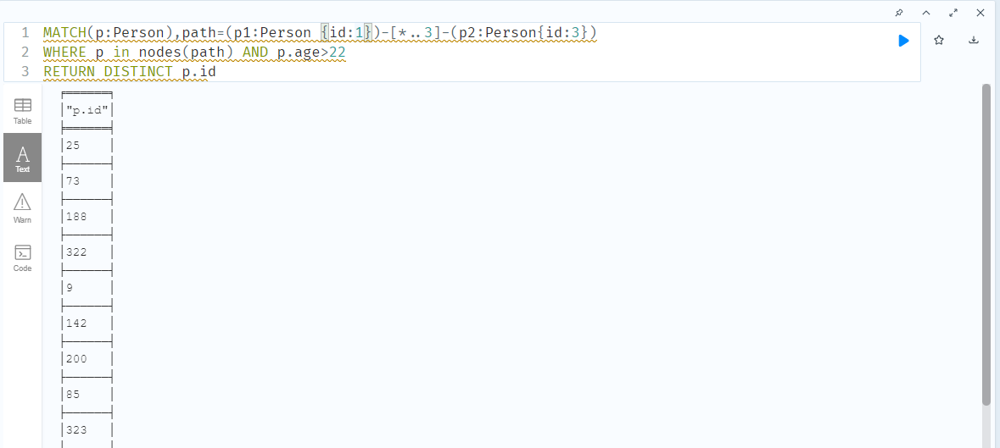 1 MATCH(p:Person),path=(p1:Person {id:1})-[*..3]-(p2:Person{id:3})
2 WHERE p in nodes(path) AND p.age>22
3 RETURN DISTINCT p.id
Table
Text
Warn
Code
"p.id"
25
73
188
322
9
142
200
85
323